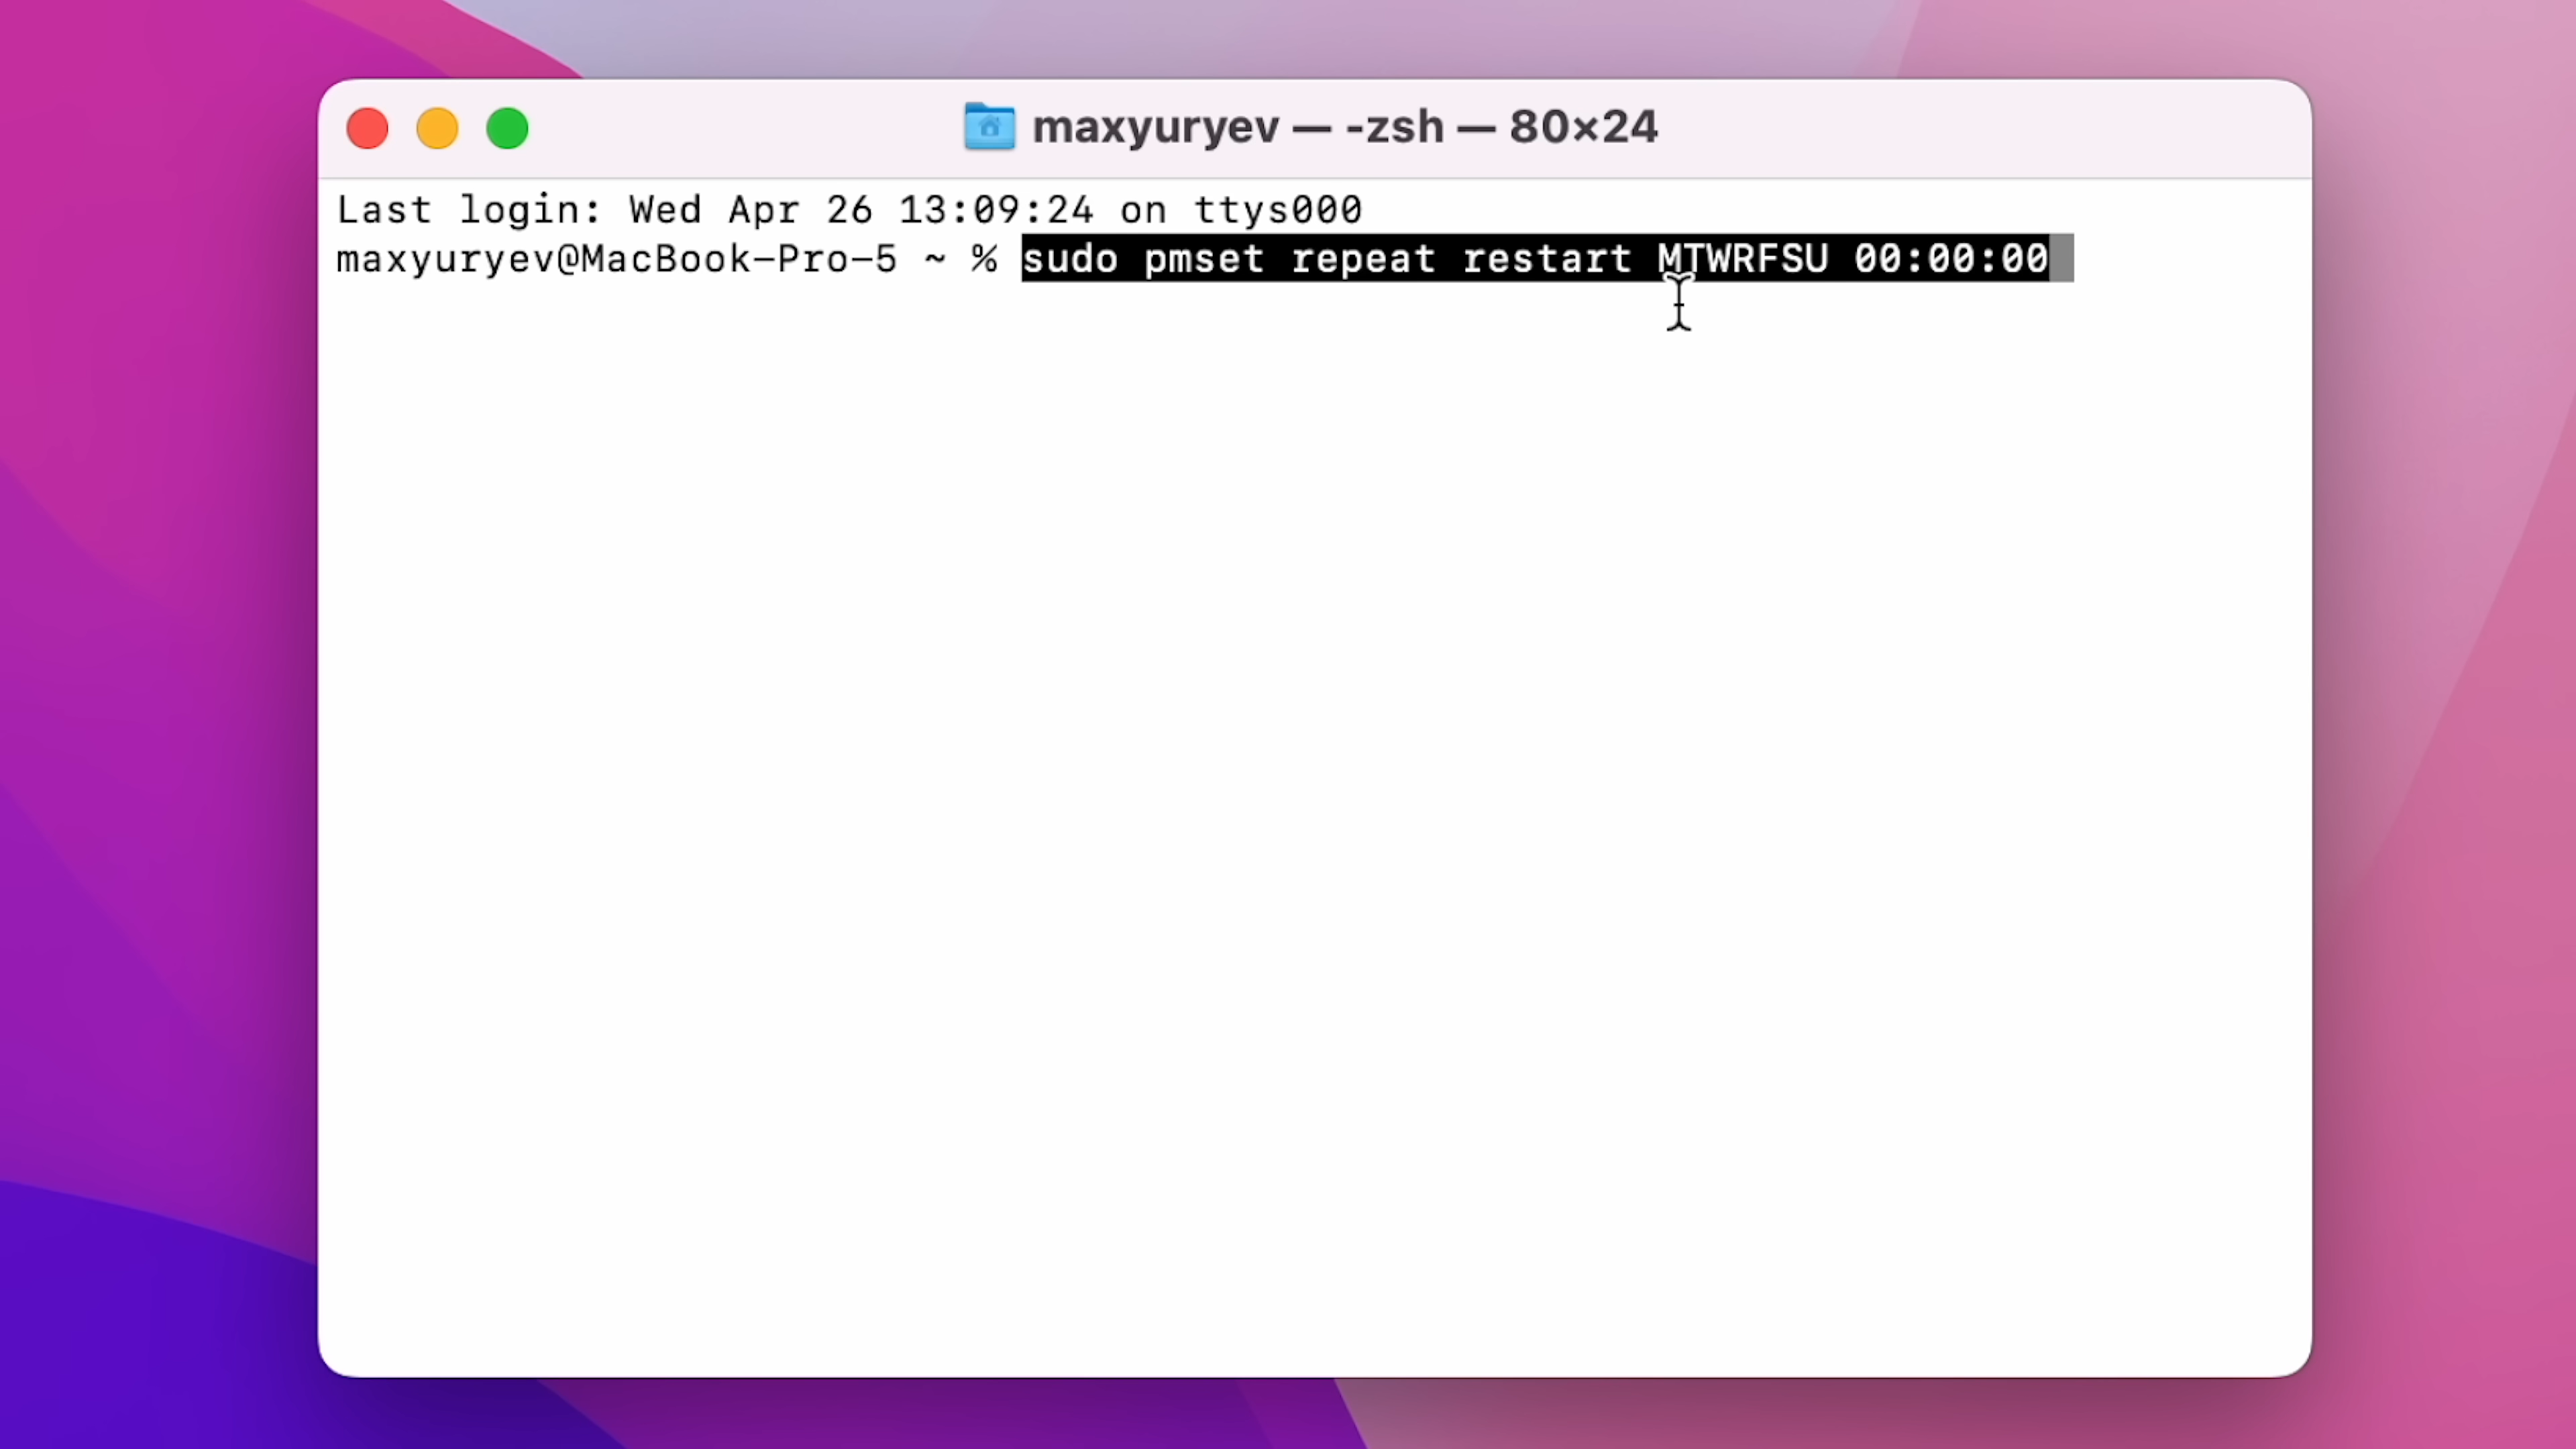 maxyuryev — -zsh — 80×24
Last login: Wed Apr 26 13:09:24 on ttys000
maxyuryev@MacBook-Pro-5 ~ % sudo pmset repeat restart MTWRFSU 00:00:00